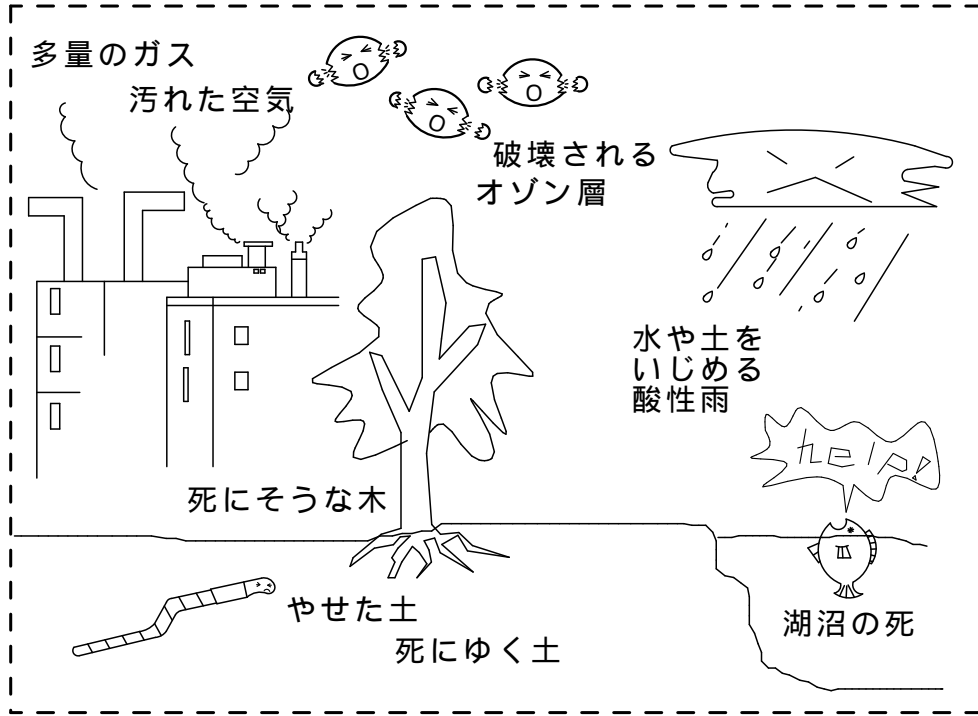 多量のガス
汚れた空気
破壊される
オゾン層
水や土を
いじめる
酸性雨
help!
死にそうな木
やせた土
死にゆく土
湖沼の死